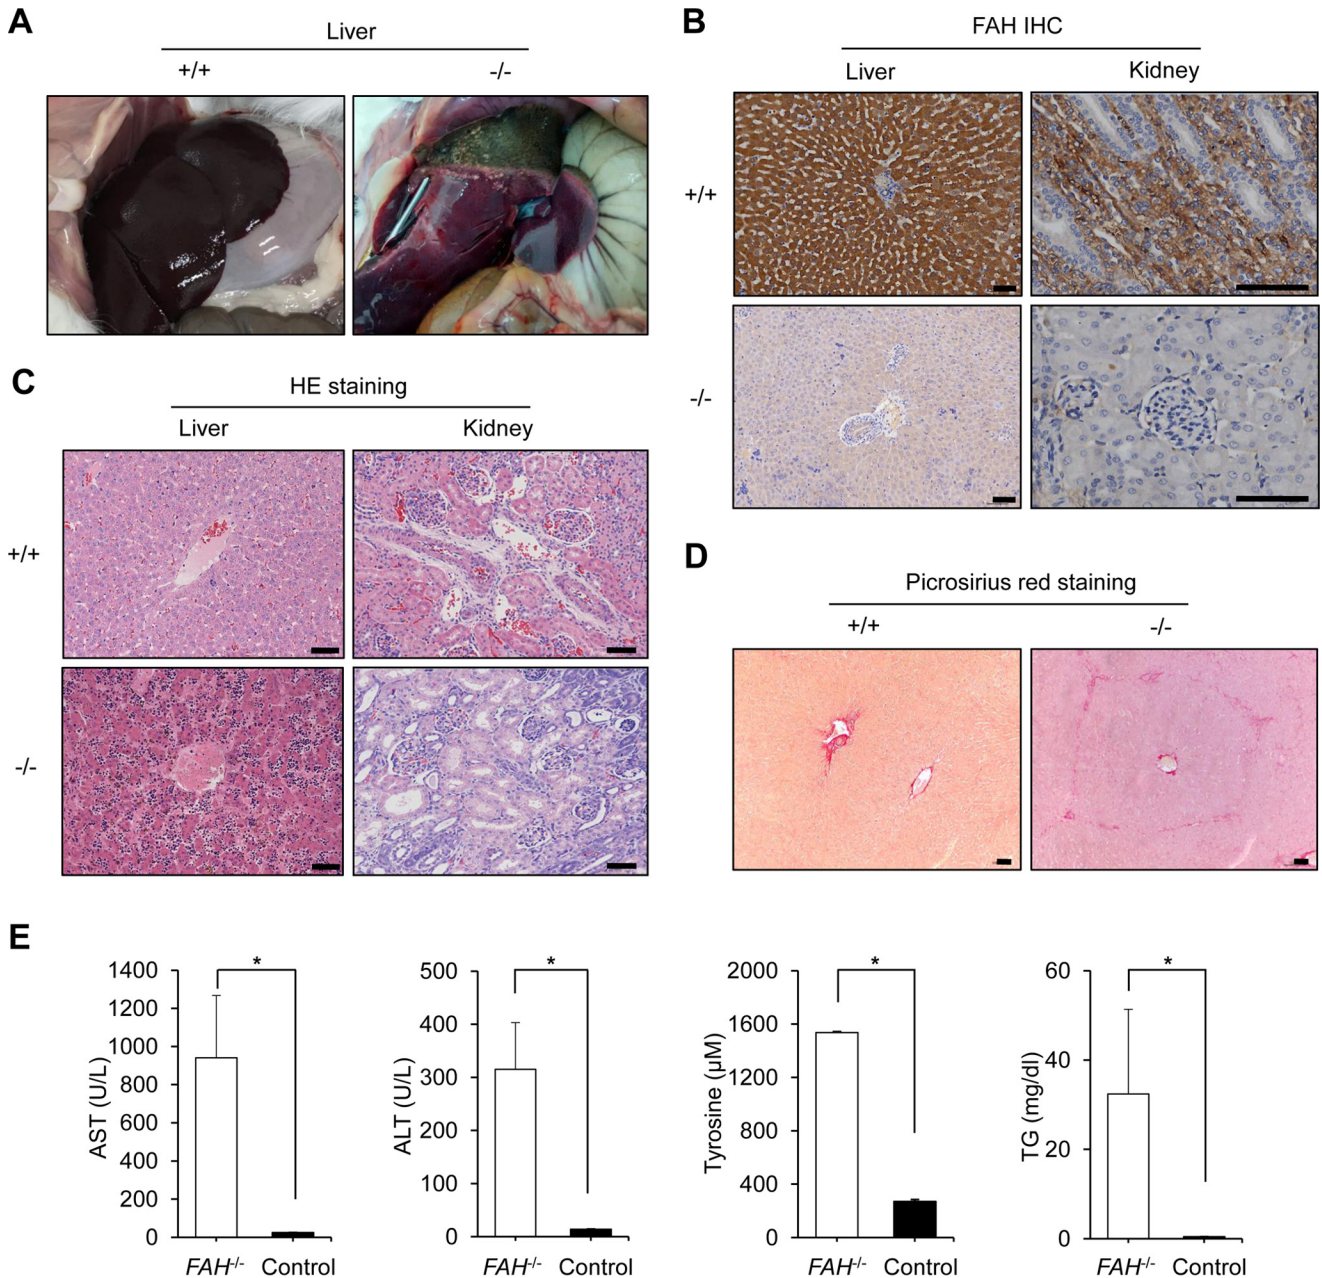 A
Liver
+/+ -/-
B
FAH IHC
Liver Kidney
+/+
-/-
C
HE staining
Liver Kidney
+/+
-/-
D
Picrosirius red staining
+/+ -/-
E
AST (U/L)
1400
1200
1000
800
600
400
200
0
*
FAH-/- Control
ALT (U/L)
500
400
300
200
100
0
*
FAH-/- Control
Tyrosine (μM)
2000
1600
1200
800
400
0
*
FAH-/- Control
TG (mg/dl)
60
40
20
0
*
FAH-/- Control